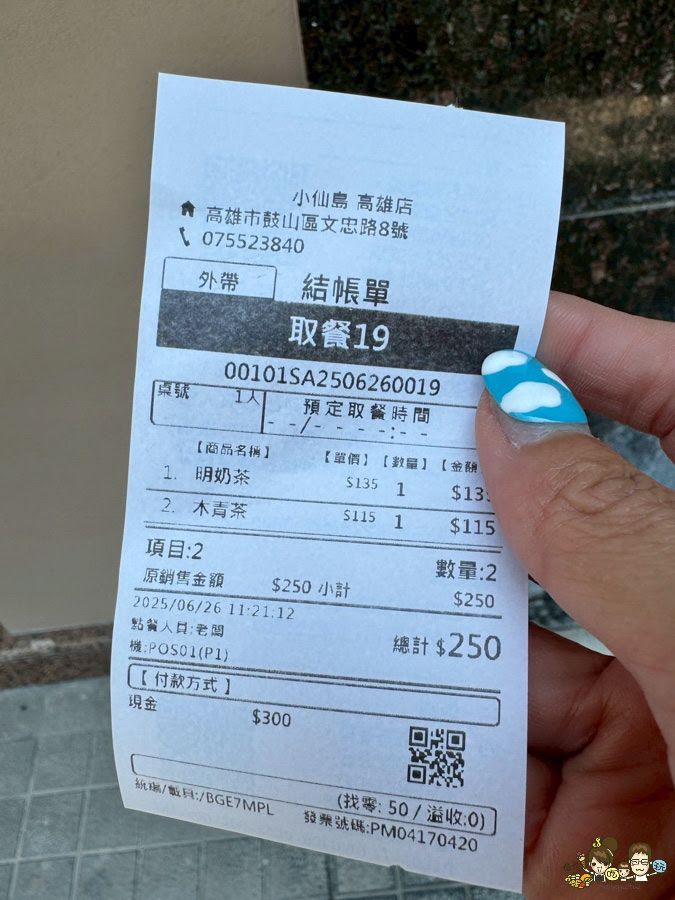 小仙島 高雄店
高雄市鼓山區文忠路8號
075523840
外帶 結帳單
取餐19
00101SA2506260019
桌號 1人 預定取餐時間
--/-- --:--
【商品名稱】 【單價】 【數量】 【金額
1. 明奶茶 $135 1 $135
2. 木青茶 $115 1 $115
項目:2 數量:2
原銷售金額 $250 小計 $250
2025/06/26 11:21:12
點餐人員:老闆 總計 $250
機:POS01(P1)
【 付款方式 】
現金 $300
(找零: 50 / 溢收:0)
統編/載具:/BGE7MPL 發票號碼:PM04170420
吃 玩